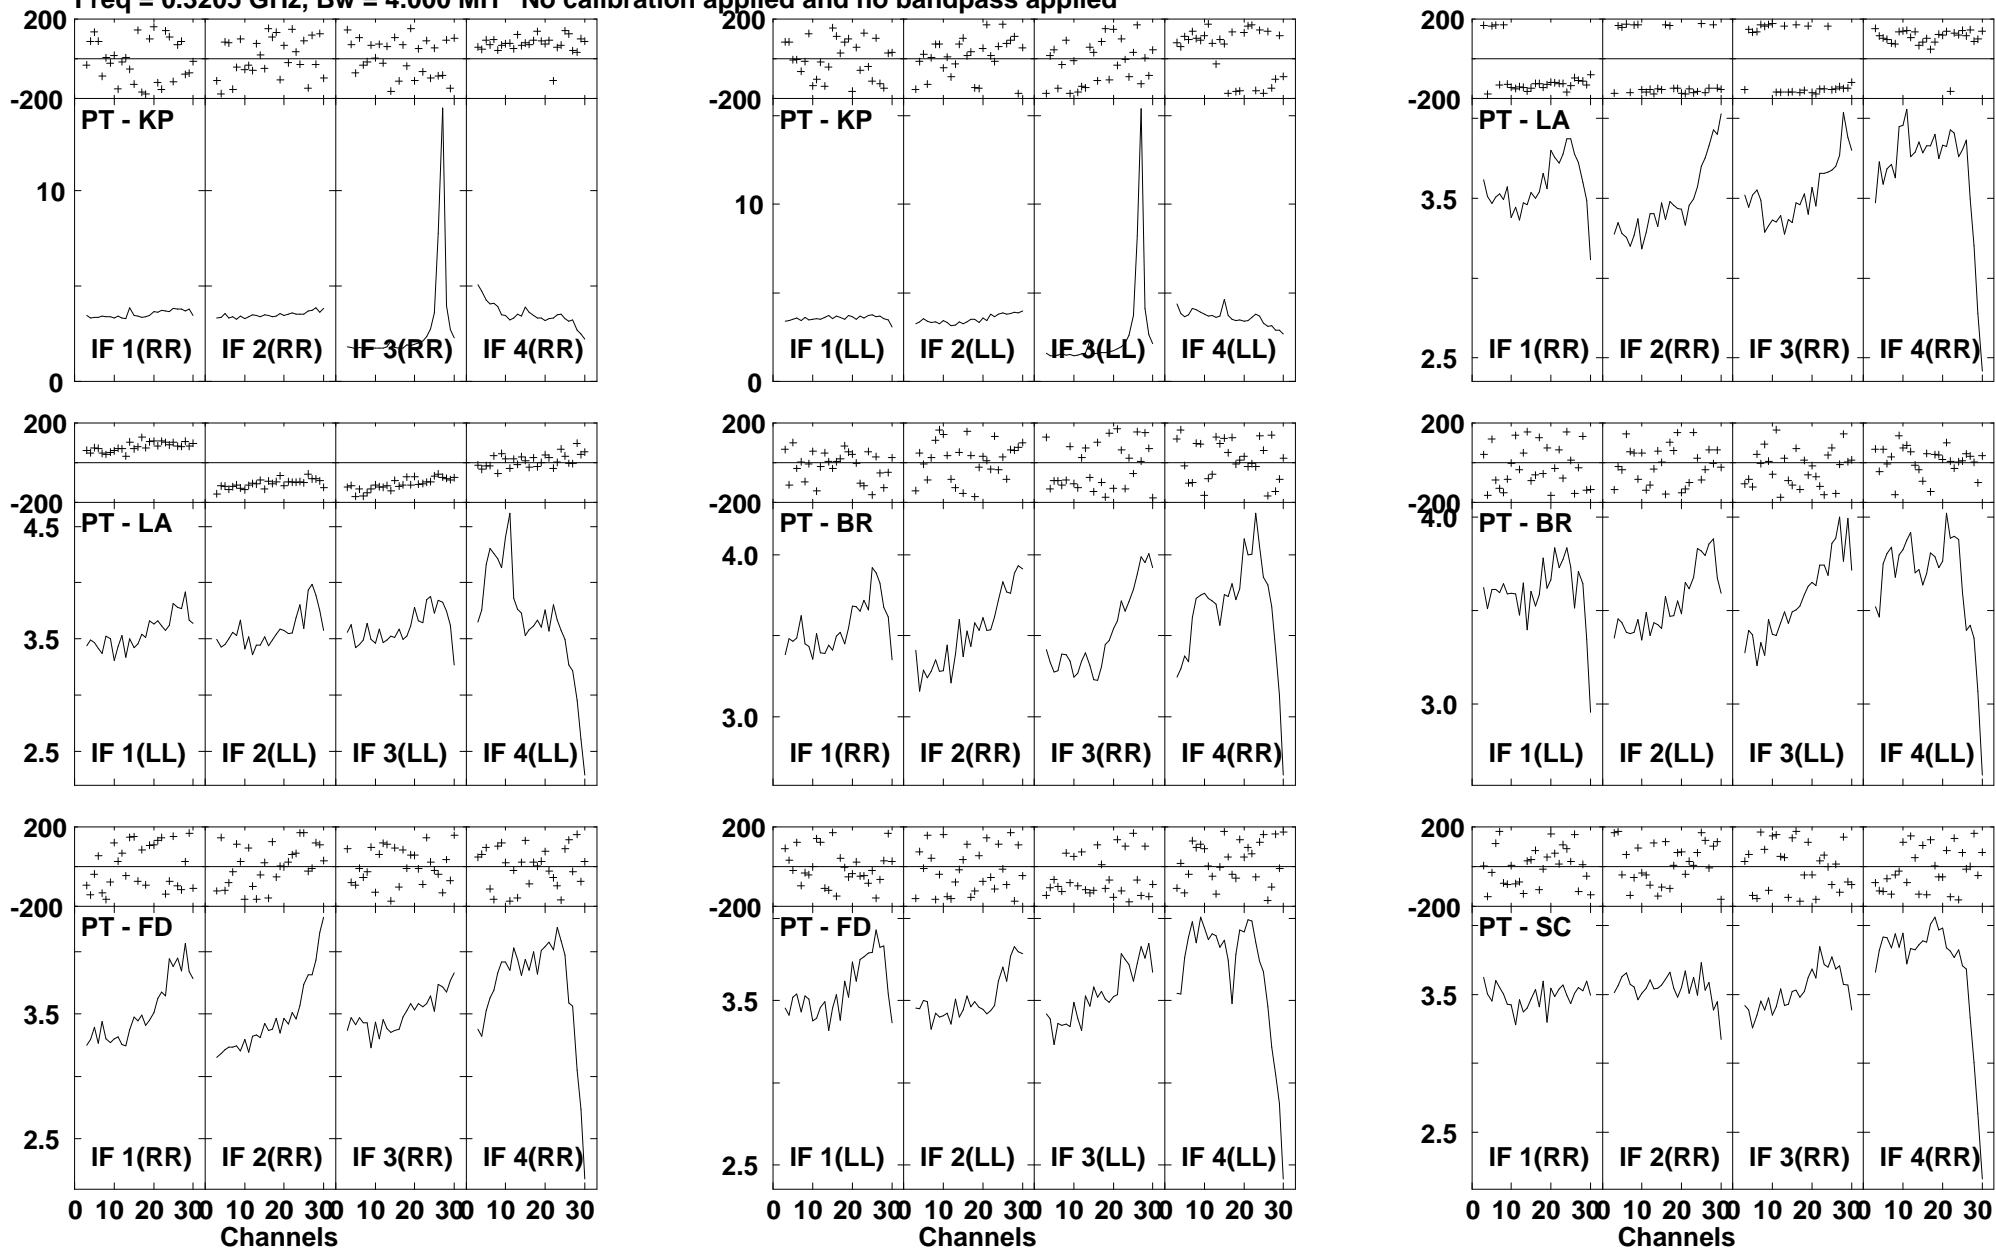 Freq = 0.3205 GHz, Bw = 4.000 MH No calibration applied and no bandpass applied
200 200
-200 -200 -200
PT - KP PT - KP PT - LA
10 10 3.5
IF 1(RR) IF 2(RR) IF 3(RR) IF 4(RR) IF 1(LL) IF 2(LL) IF 3(LL) IF 4(LL) IF 1(RR) IF 2(RR) IF 3(RR) IF 4(RR)
0 0 2.5
200 200 200
-200 -200 -200
PT - LA PT - BR PT - BR
4.5 4.0 4.0
3.5 3.0 3.0
2.5
IF 1(LL) IF 2(LL) IF 3(LL) IF 4(LL) IF 1(RR) IF 2(RR) IF 3(RR) IF 4(RR) IF 1(LL) IF 2(LL) IF 3(LL) IF 4(LL)
200 200 200
-200 -200 -200
PT - FD PT - FD PT - SC
3.5 3.5 3.5
2.5 2.5 2.5
IF 1(RR) IF 2(RR) IF 3(RR) IF 4(RR) IF 1(LL) IF 2(LL) IF 3(LL) IF 4(LL) IF 1(RR) IF 2(RR) IF 3(RR) IF 4(RR)
0 10 20 30 0 10 20 30 0 10 20 30 0 10 20 30 0 10 20 30 0 10 20 30 0 10 20 30 0 10 20 30 0 10 20 30 0 10 20 30 0 10 20 30 0 10 20 30
Channels Channels Channels